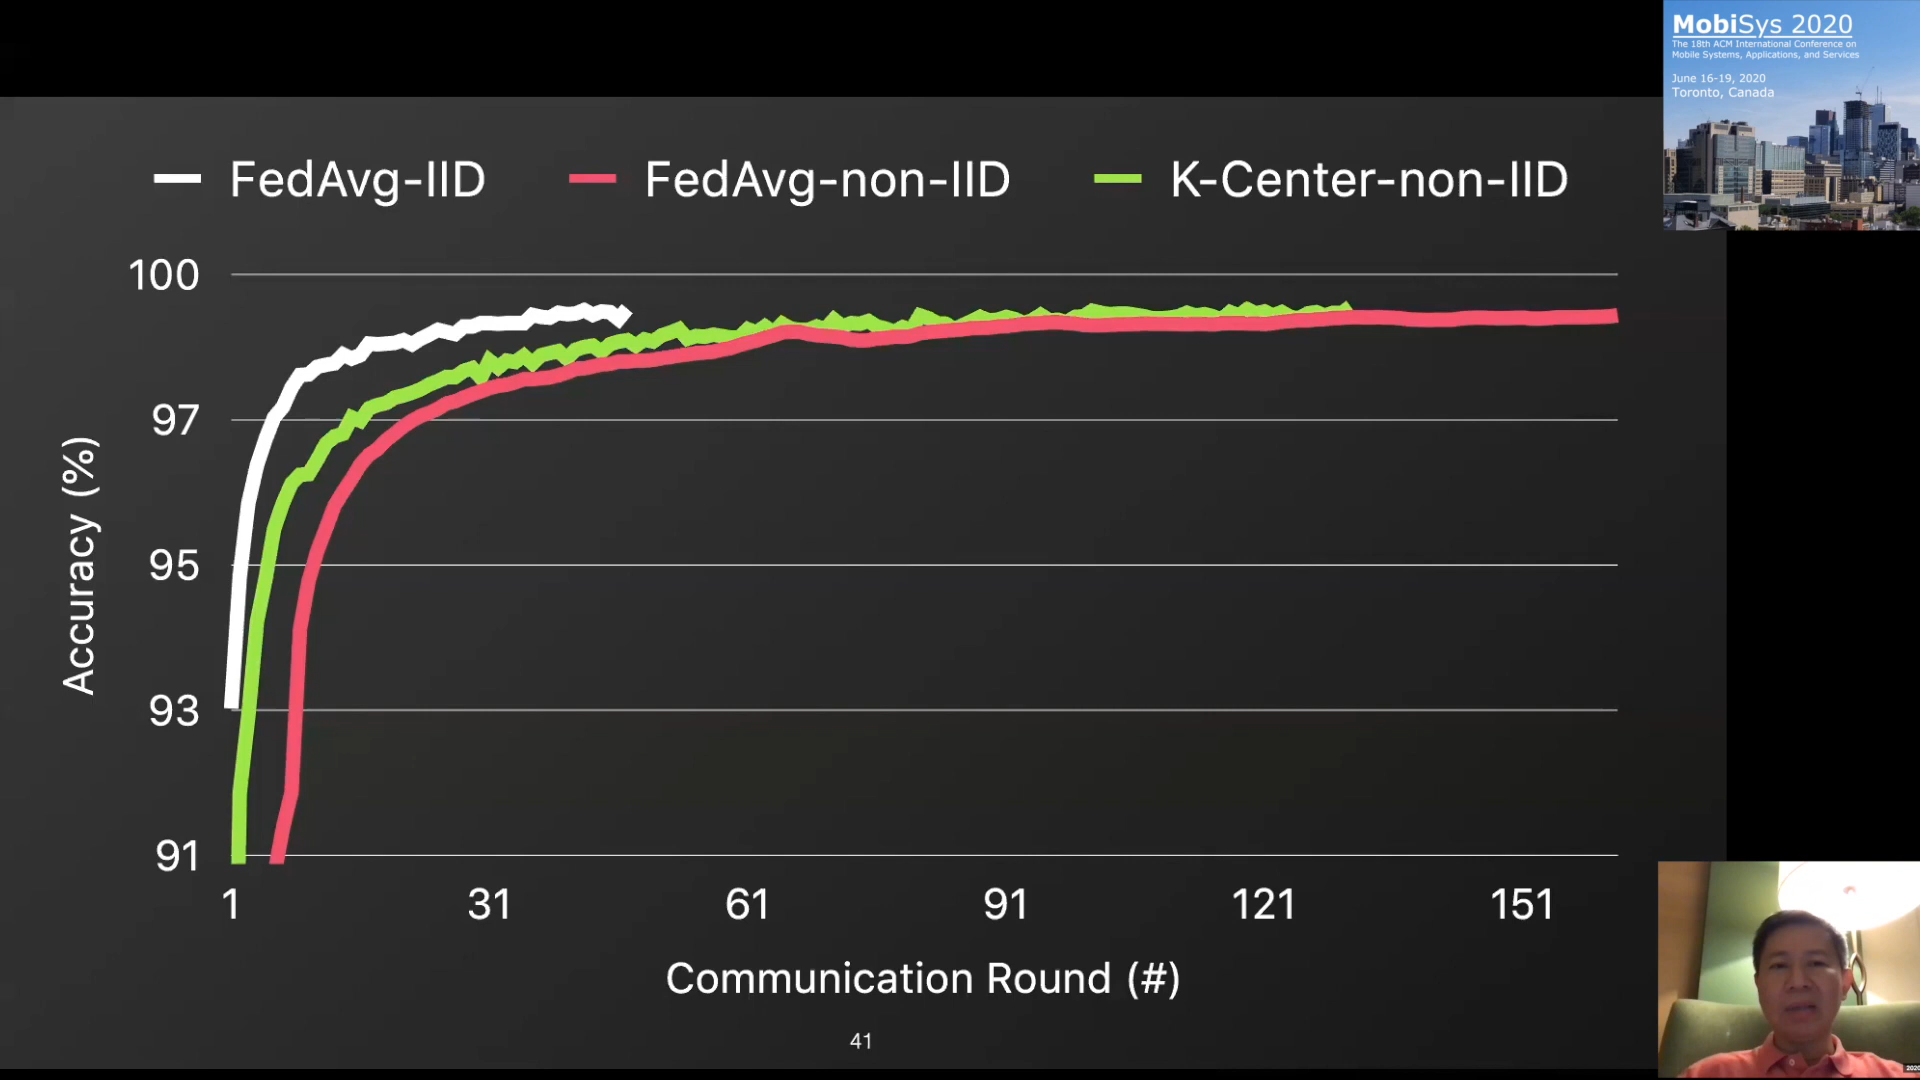 MobiSys 2020
The 18th ACM International Conference on
Mobile Systems, Applications, and Services
June 16-19, 2020
Toronto, Canada
FedAvg-IID FedAvg-non-IID K-Center-non-IID
100
97
95
93
91
Accuracy (%)
1 31 61 91 121 151
Communication Round (#)
41